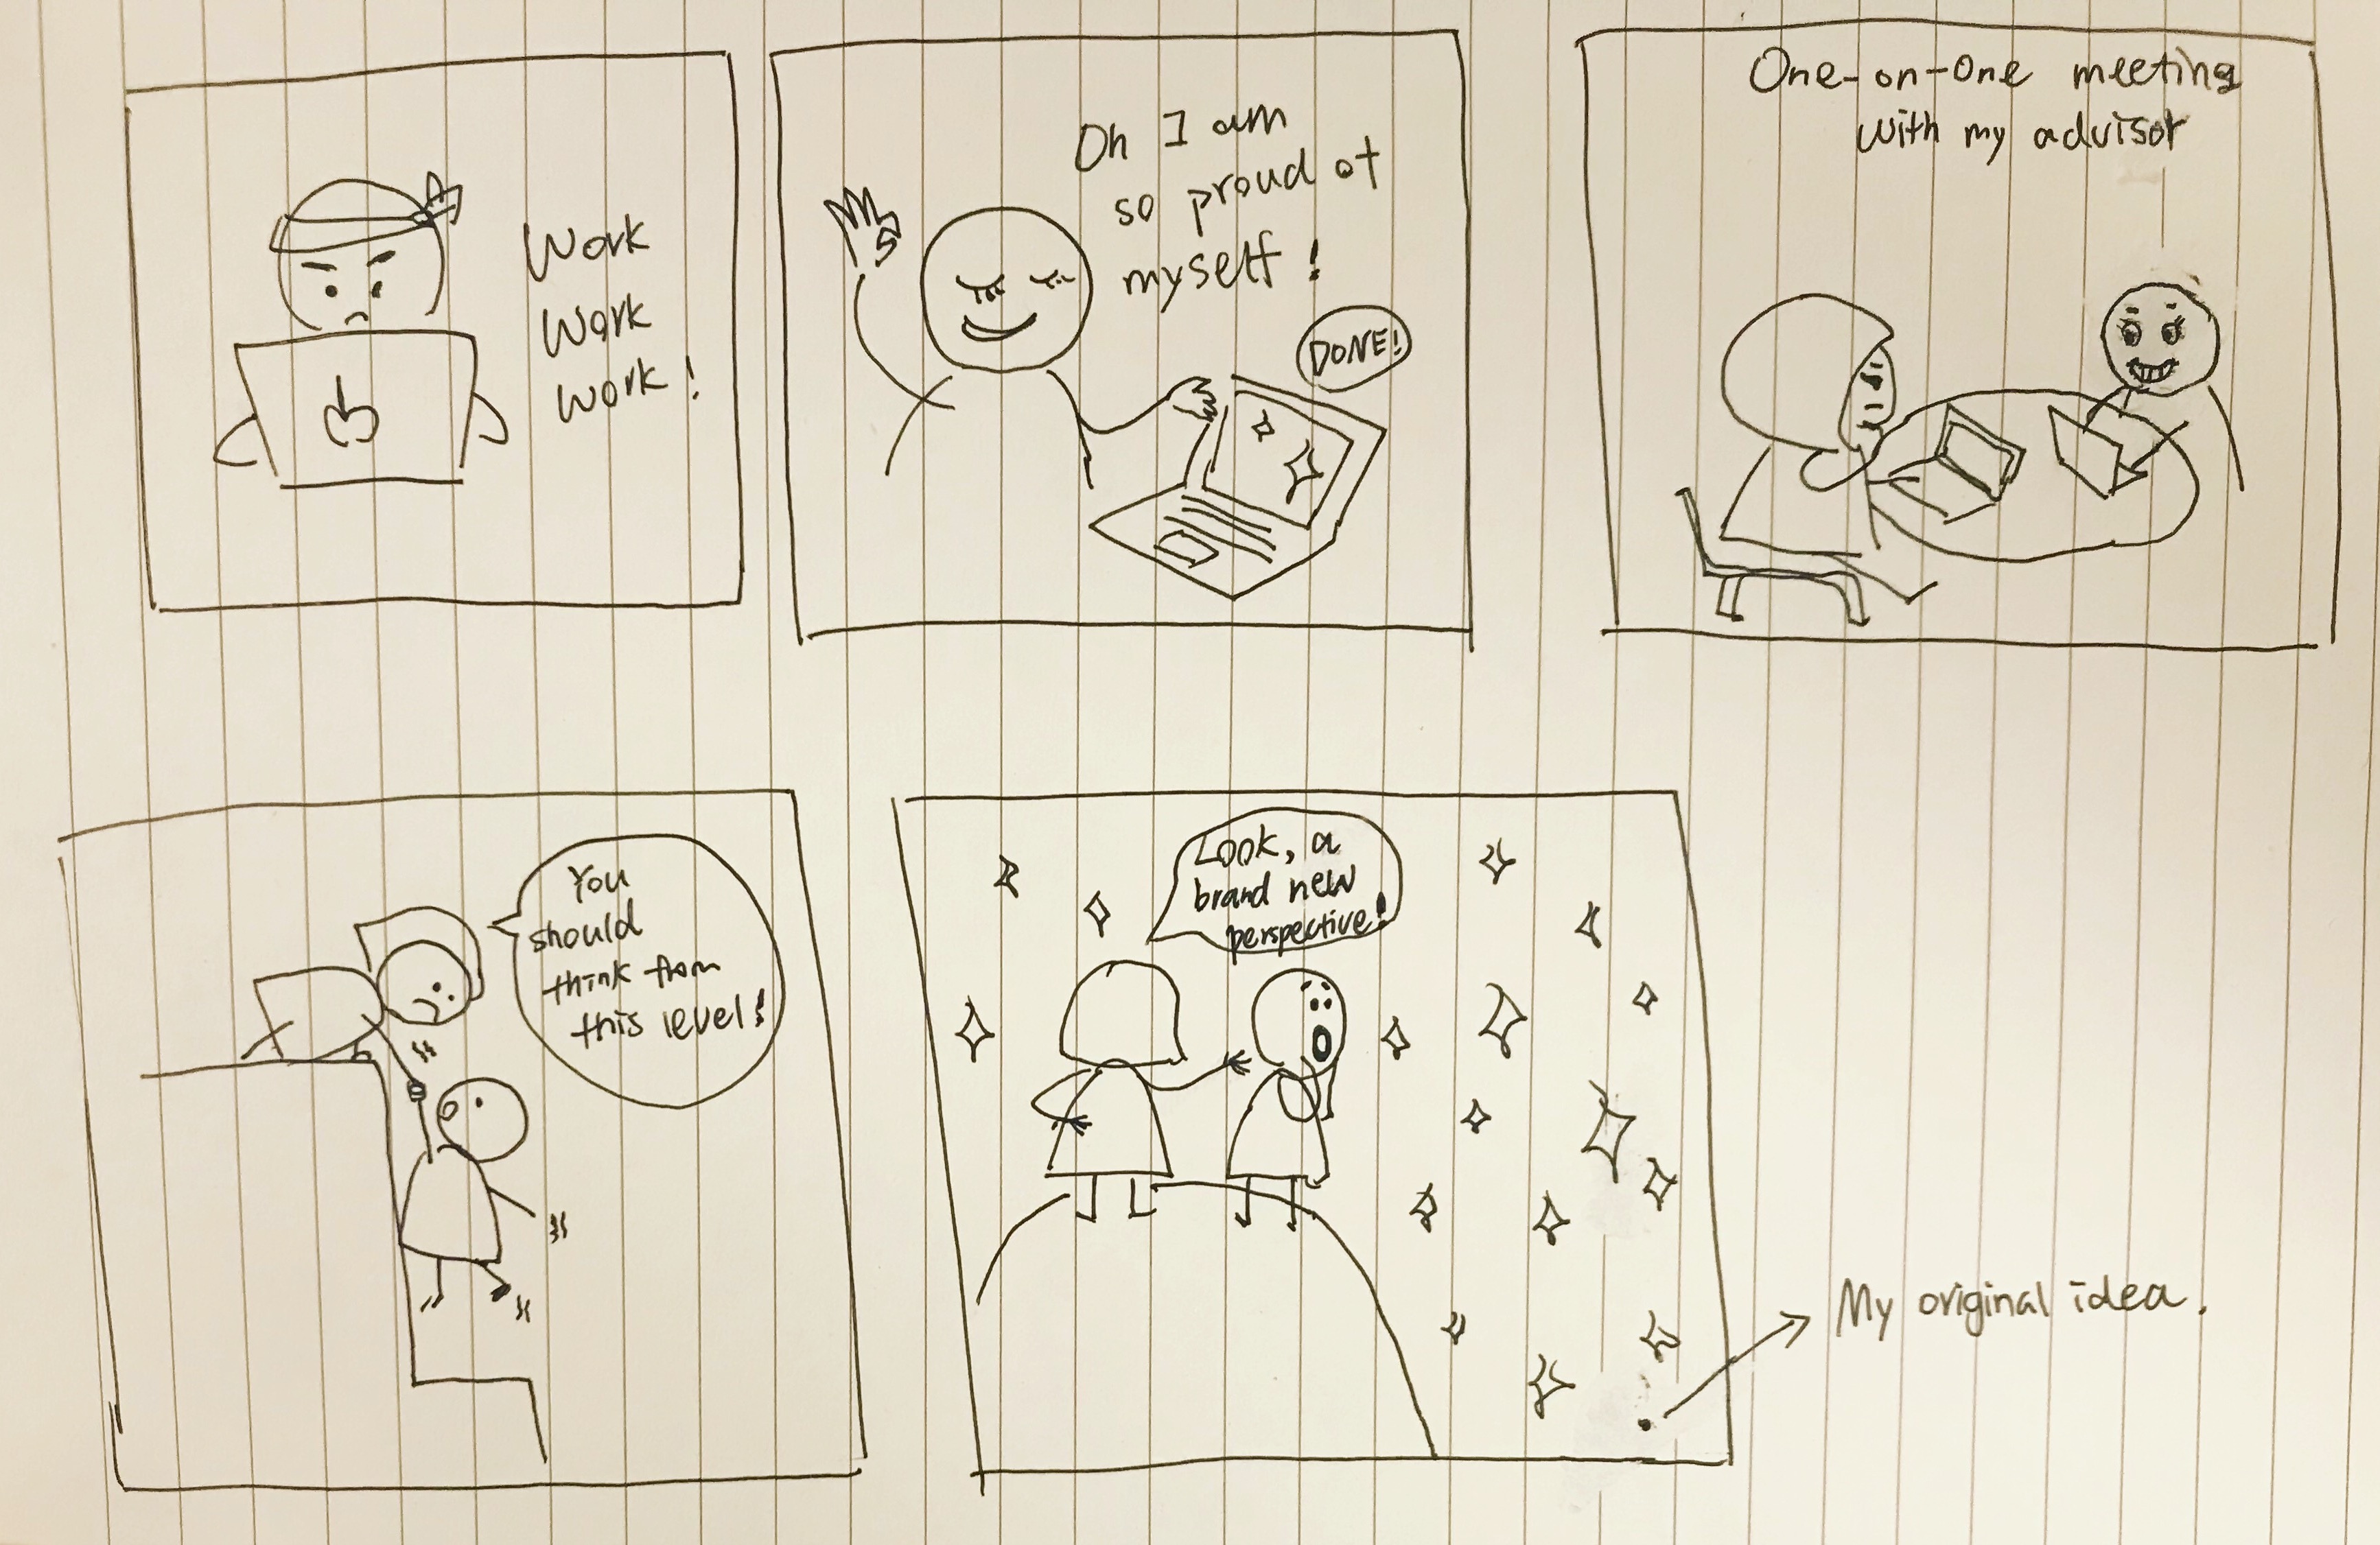 Work
Work
Work!
Oh I am
so proud of
myself!
DONE!
One-on-One meeting
with my advisor
You
should
think from
this level!
Look, a
brand new
perspective!
My original idea.